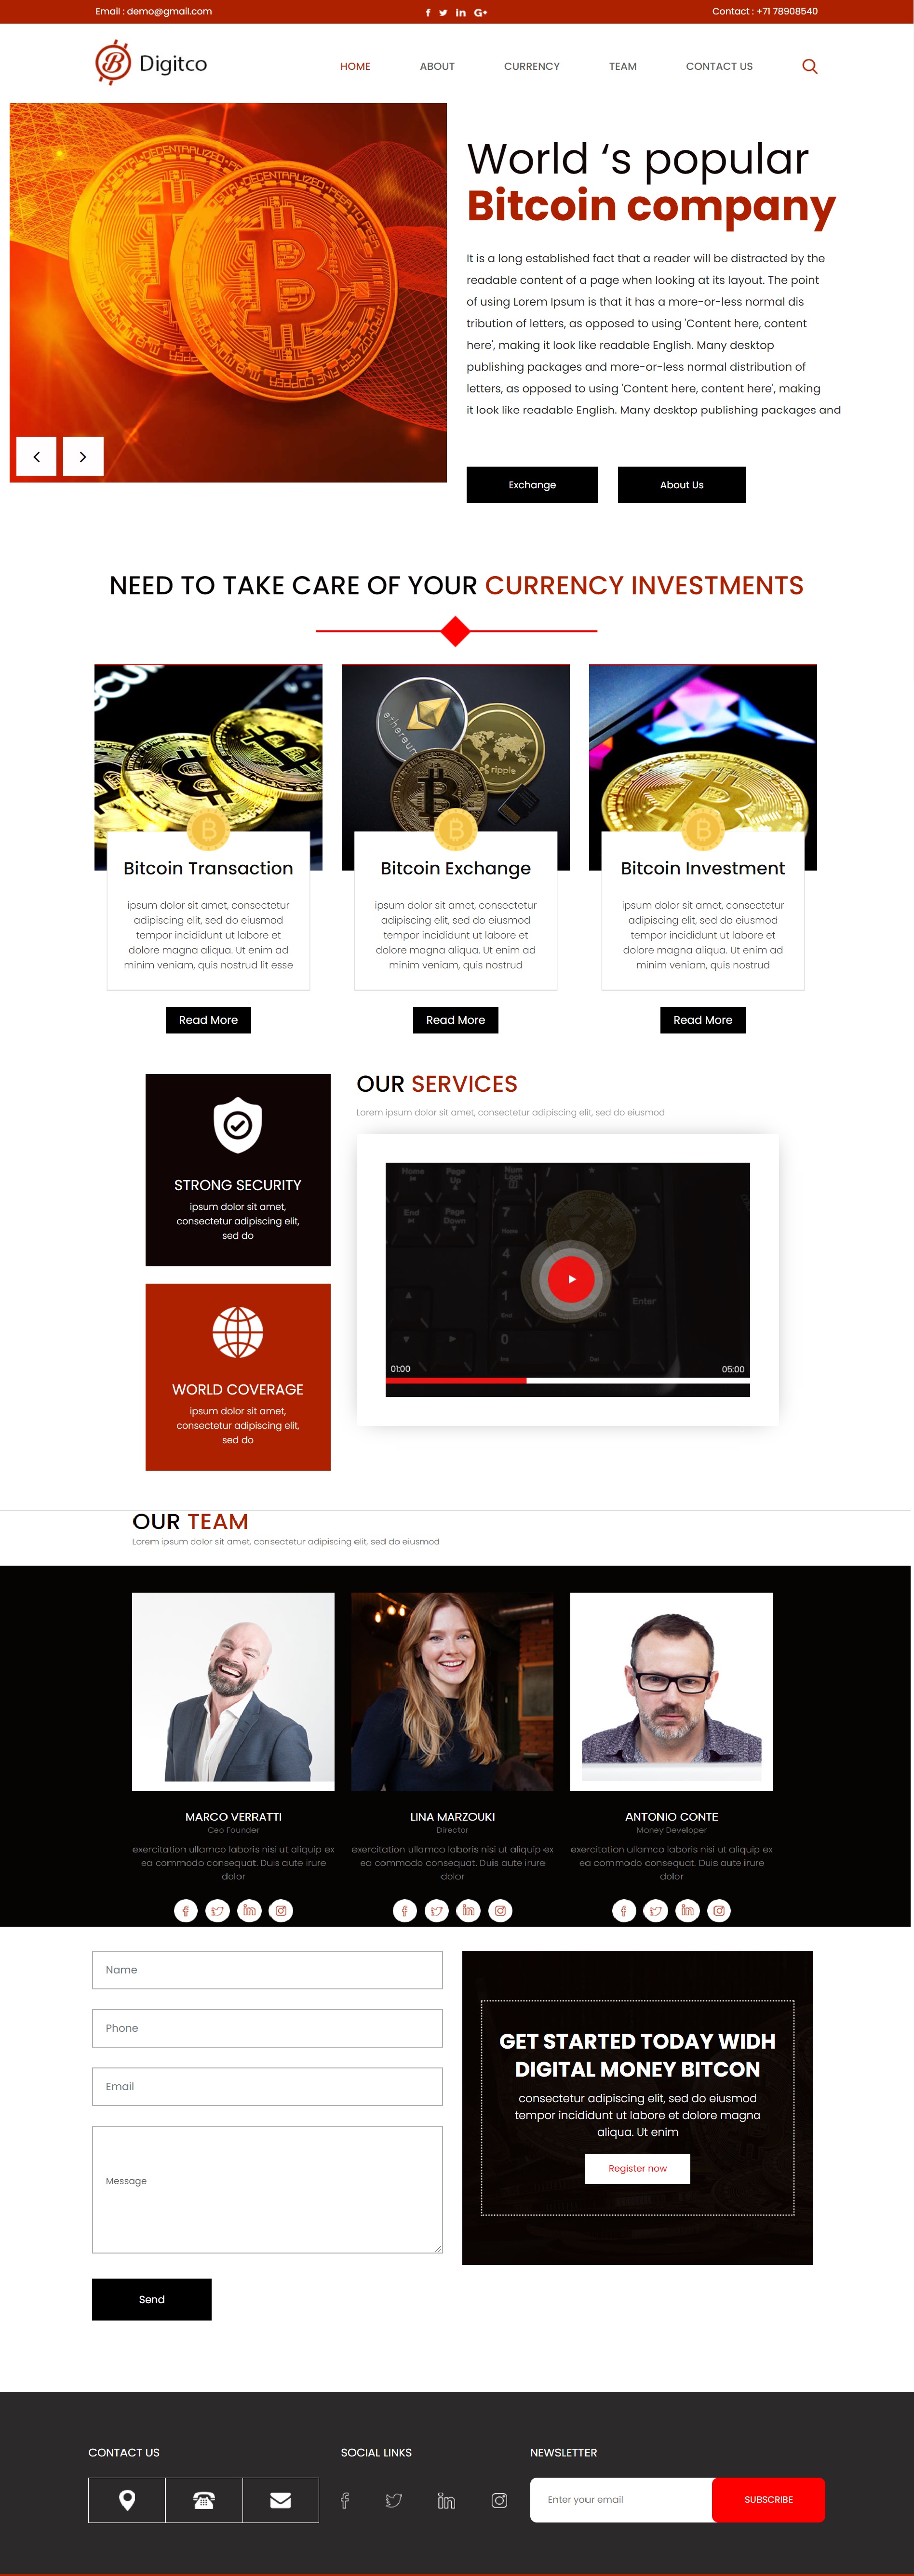 Email : demo@gmail.com
Contact : +71 78908540
Digitco
HOME
ABOUT
CURRENCY
TEAM
CONTACT US
World ‘s popular
Bitcoin company
It is a long established fact that a reader will be distracted by the
readable content of a page when looking at its layout. The point
of using Lorem Ipsum is that it has a more-or-less normal dis
tribution of letters, as opposed to using 'Content here, content
here', making it look like readable English. Many desktop
publishing packages and more-or-less normal distribution of
letters, as opposed to using 'Content here, content here', making
it look like readable English. Many desktop publishing packages and
Exchange
About Us
NEED TO TAKE CARE OF YOUR CURRENCY INVESTMENTS
ethereum
ripple
Bitcoin Transaction
ipsum dolor sit amet, consectetur
adipiscing elit, sed do eiusmod
tempor incididunt ut labore et
dolore magna aliqua. Ut enim ad
minim veniam, quis nostrud lit esse
Read More
Bitcoin Exchange
ipsum dolor sit amet, consectetur
adipiscing elit, sed do eiusmod
tempor incididunt ut labore et
dolore magna aliqua. Ut enim ad
minim veniam, quis nostrud
Read More
Bitcoin Investment
ipsum dolor sit amet, consectetur
adipiscing elit, sed do eiusmod
tempor incididunt ut labore et
dolore magna aliqua. Ut enim ad
minim veniam, quis nostrud
Read More
STRONG SECURITY
ipsum dolor sit amet,
consectetur adipiscing elit,
sed do
WORLD COVERAGE
ipsum dolor sit amet,
consectetur adipiscing elit,
sed do
OUR SERVICES
Lorem ipsum dolor sit amet, consectetur adipiscing elit, sed do eiusmod
01:00
05:00
OUR TEAM
Lorem ipsum dolor sit amet, consectetur adipiscing elit, sed do eiusmod
MARCO VERRATTI
Ceo Founder
exercitation ullamco laboris nisi ut aliquip ex
ea commodo consequat. Duis aute irure
dolor
LINA MARZOUKI
Director
exercitation ullamco laboris nisi ut aliquip ex
ea commodo consequat. Duis aute irure
dolor
ANTONIO CONTE
Money Developer
exercitation ullamco laboris nisi ut aliquip ex
ea commodo consequat. Duis aute irure
dolor
Name
Phone
Email
Message
Send
GET STARTED TODAY WIDH
DIGITAL MONEY BITCON
consectetur adipiscing elit, sed do eiusmod
tempor incididunt ut labore et dolore magna
aliqua. Ut enim
Register now
CONTACT US
SOCIAL LINKS
NEWSLETTER
Enter your email
SUBSCRIBE